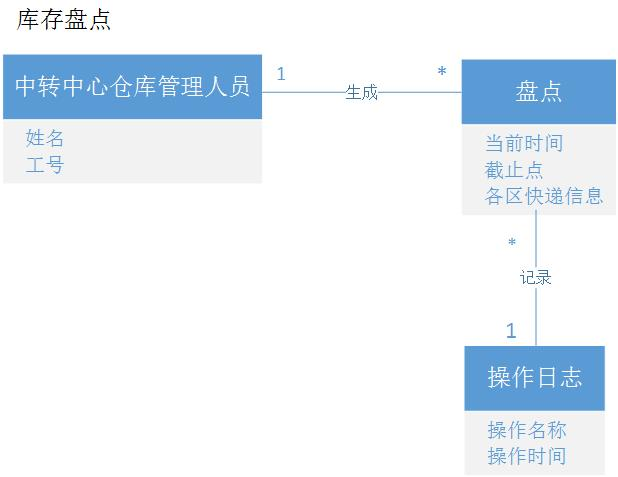 库存盘点
中转中心仓库管理人员
姓名
工号
1
生成
*
盘点
当前时间
截止点
各区快递信息
*
记录
1
操作日志
操作名称
操作时间